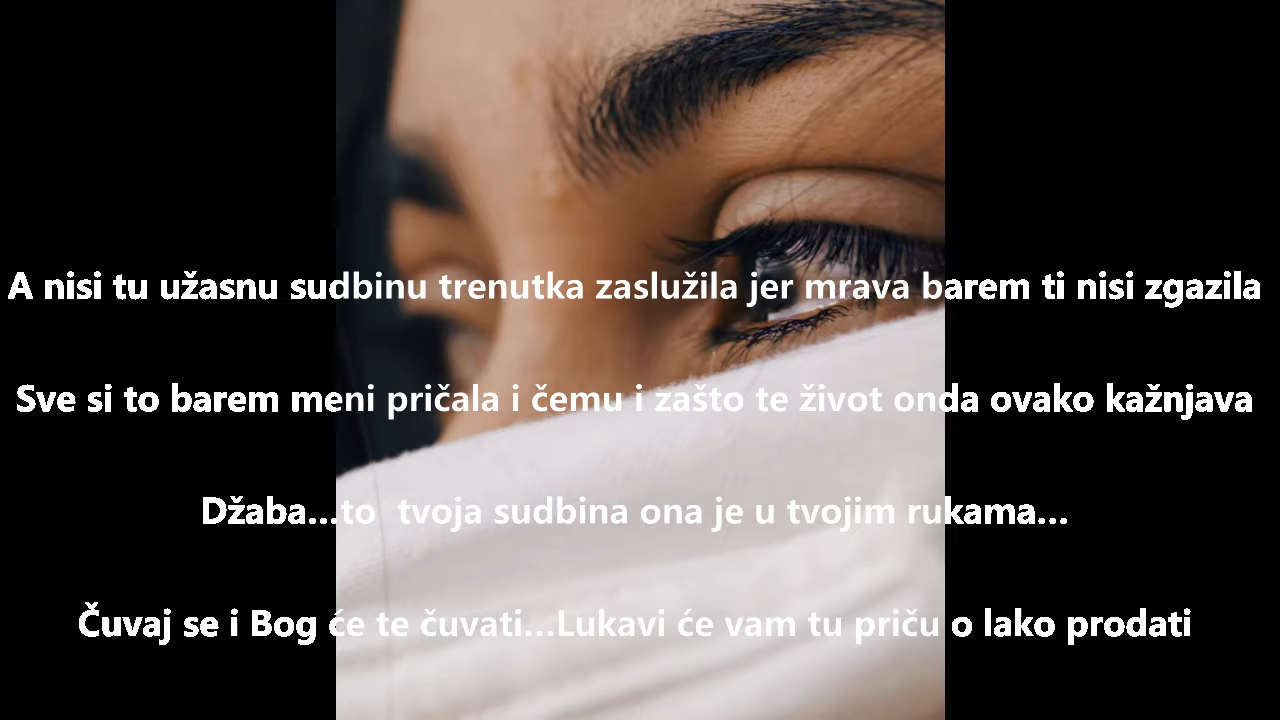 A nisi tu užasnu sudbinu trenutka zaslužila jer mrava barem ti nisi zgazila
Sve si to barem meni pričala i čemu i zašto te život onda ovako kažnjava
Džaba...to  tvoja sudbina ona je u tvojim rukama...
Čuvaj se i Bog će te čuvati...Lukavi će vam tu priču o lako prodati